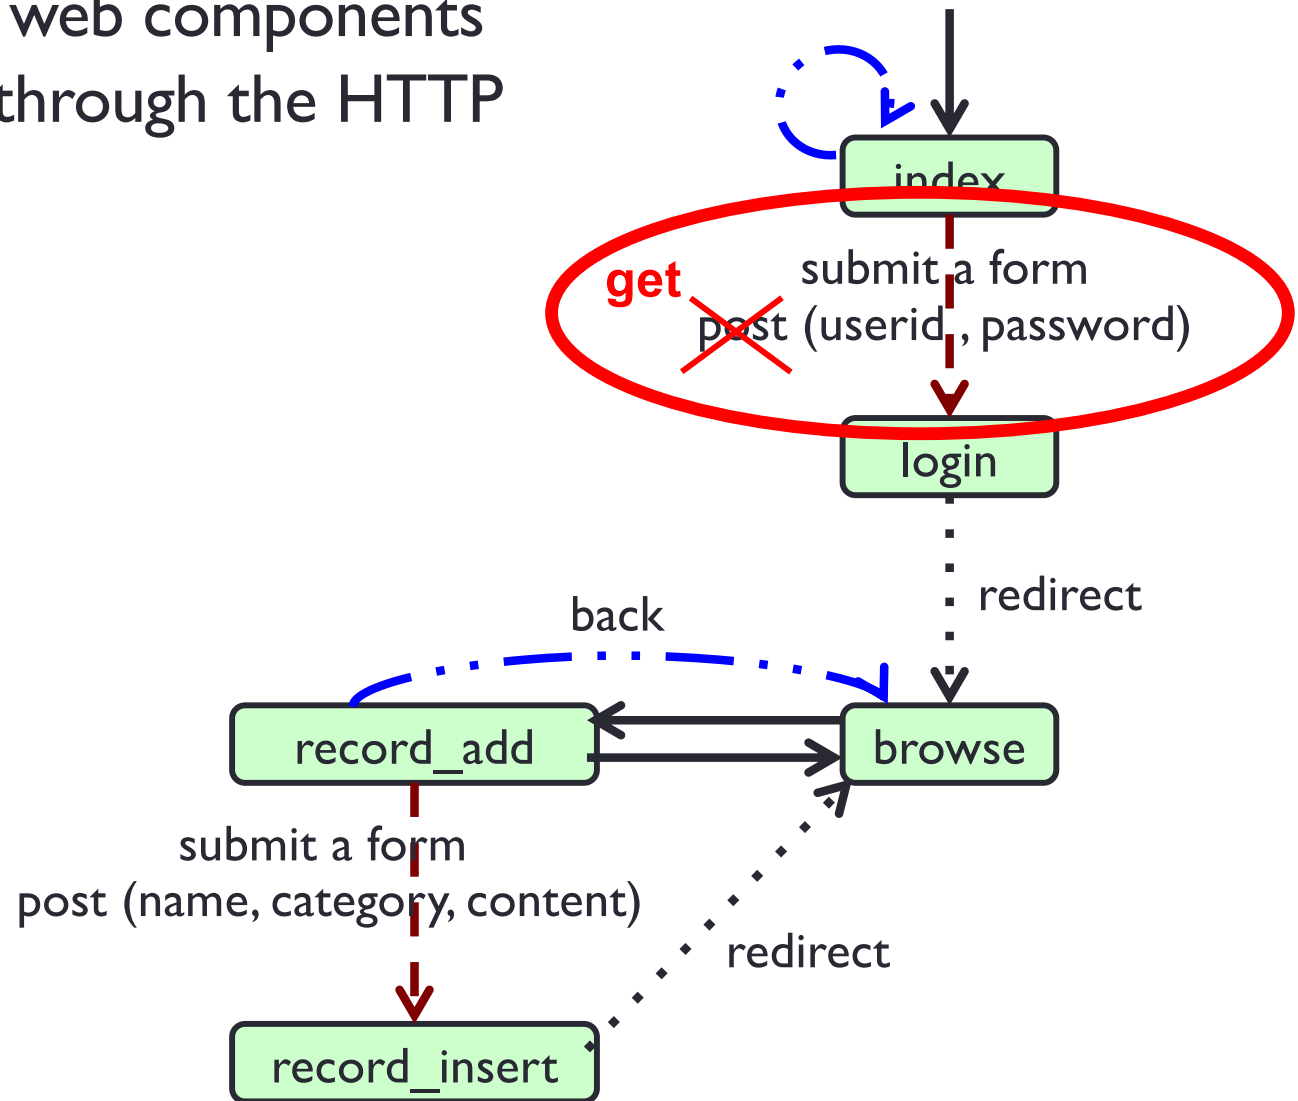 web components
through the HTTP
index
submit a form
get
post (userid , password)
login
redirect
back
record_add
browse
submit a form
post (name, category, content)
redirect
record_insert